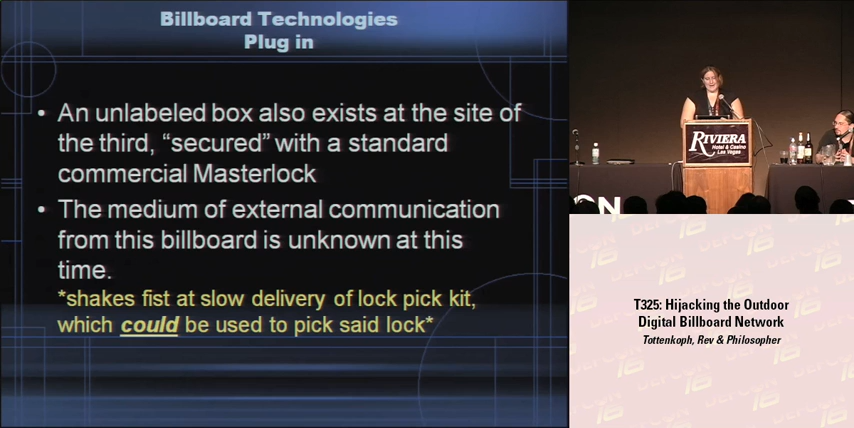 Billboard Technologies
Plug in
• An unlabeled box also exists at the site of
the third, “secured” with a standard
commercial Masterlock
• The medium of external communication
from this billboard is unknown at this
time.
*shakes fist at slow delivery of lock pick kit,
which could be used to pick said lock*
RIVIERA
Hotel & Casino
Las Vegas
CON
T325: Hijacking the Outdoor
Digital Billboard Network
Tottenkoph, Rev & Philosopher
DEFCON
16